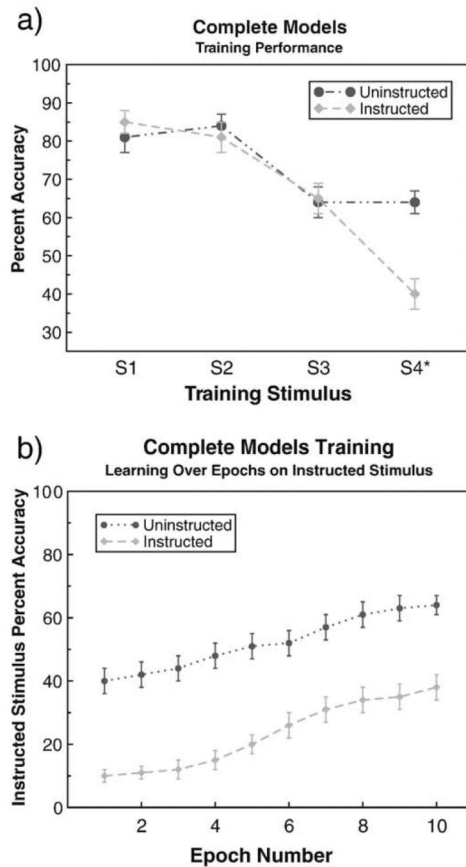 a)
Complete Models
Training Performance
100
90
80
70
60
50
40
30
Percent Accuracy
Uninstructed
Instructed
S1 S2 S3 S4*
Training Stimulus
b)
Complete Models Training
Learning Over Epochs on Instructed Stimulus
100
80
60
40
20
0
Instructed Stimulus Percent Accuracy
Uninstructed
Instructed
2 4 6 8 10
Epoch Number